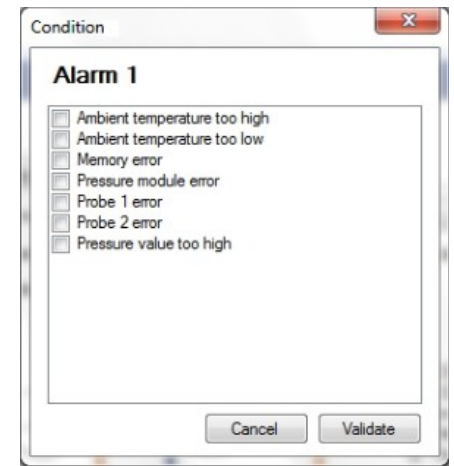 Condition
Alarm 1
Ambient temperature too high
Ambient temperature too low
Memory error
Pressure module error
Probe 1 error
Probe 2 error
Pressure value too high
Cancel Validate